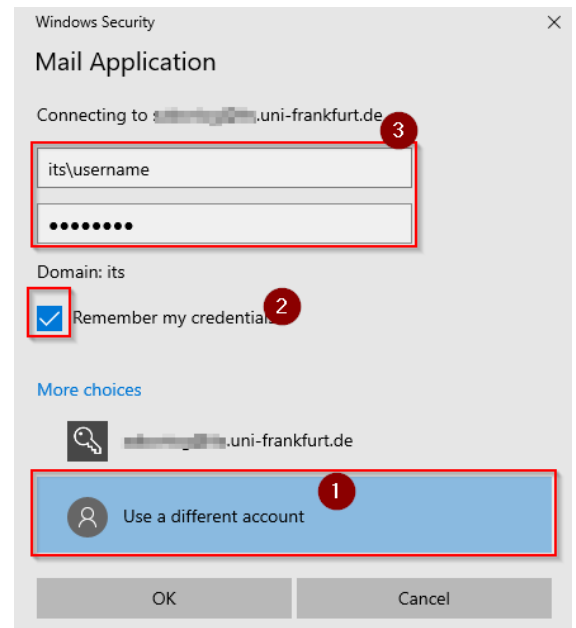 Windows Security
Mail Application
Connecting to .uni-frankfurt.de
3
its\username
••••••••
Domain: its
2
Remember my credentials
More choices
.uni-frankfurt.de
1
Use a different account
OK
Cancel